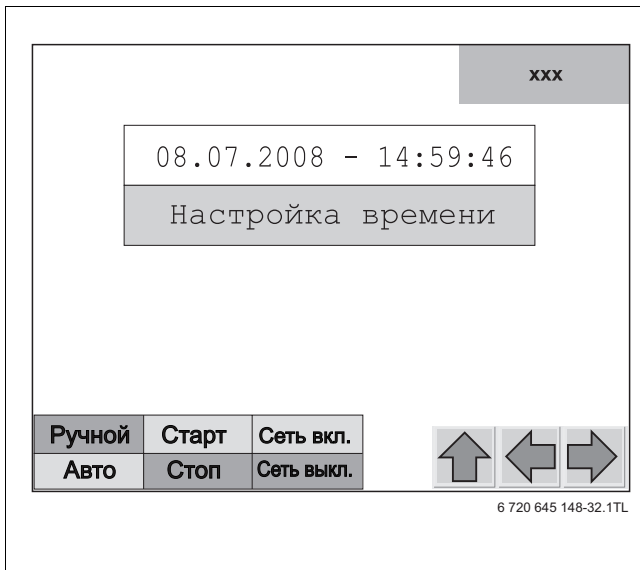 xxx
08.07.2008 - 14:59:46
Настройка времени
Ручной Старт Сеть вкл.
Авто Стоп Сеть выкл.
6 720 645 148-32.1TL